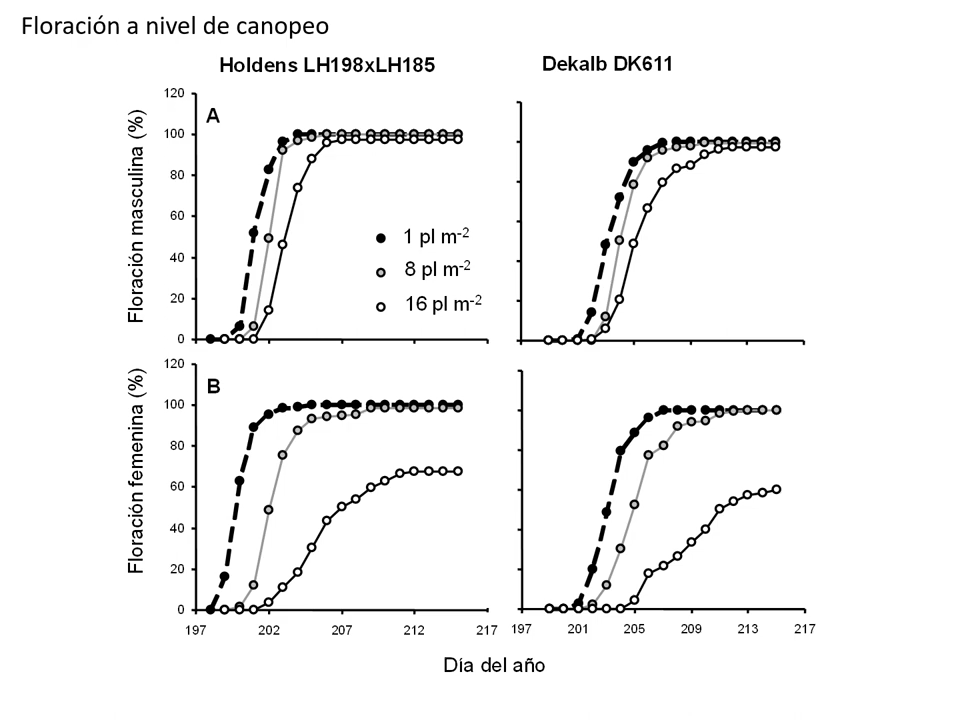 Floración a nivel de canopeo
Holdens LH198xLH185
Dekalb DK611
Floración masculina (%)
120
100
80
60
40
20
0
A
1 pl m-2
8 pl m-2
16 pl m-2
Floración femenina (%)
120
100
80
60
40
20
0
B
197 202 207 212 217
197 201 205 209 213 217
Día del año